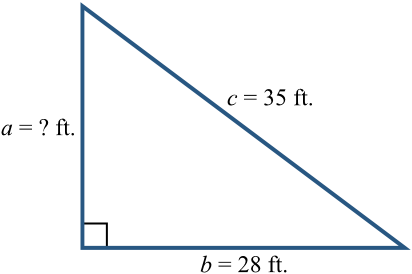 c = 35 ft.
a = ? ft.
b = 28 ft.